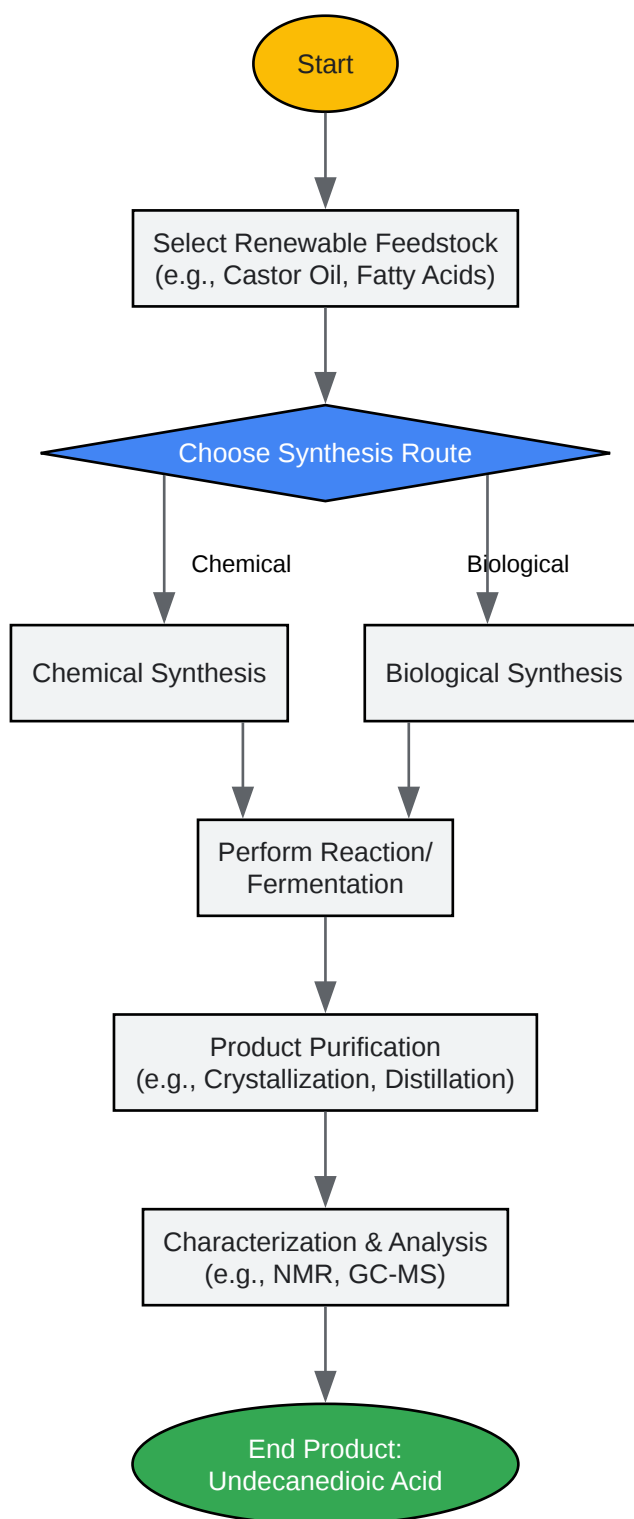 Start
Select Renewable Feedstock
(e.g., Castor Oil, Fatty Acids)
Choose Synthesis Route
Chemical
Biological
Chemical Synthesis
Biological Synthesis
Perform Reaction/
Fermentation
Product Purification
(e.g., Crystallization, Distillation)
Characterization & Analysis
(e.g., NMR, GC-MS)
End Product:
Undecanedioic Acid